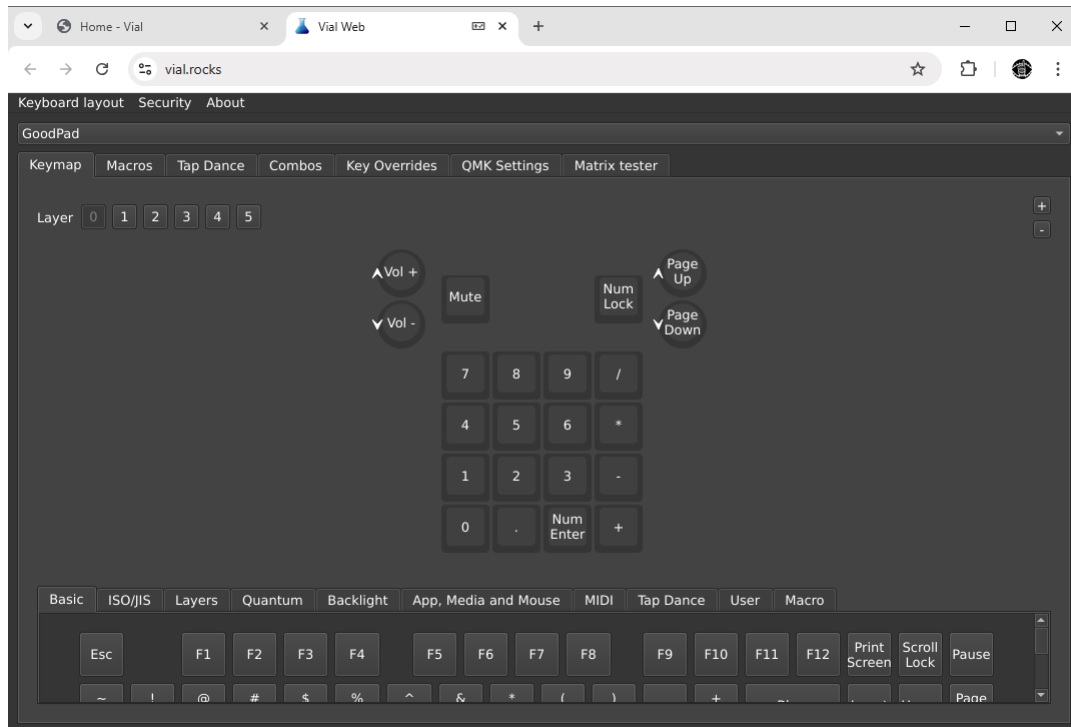 Home - Vial
Vial Web
vial.rocks
Keyboard layout Security About
GoodPad
Keymap Macros Tap Dance Combos Key Overrides QMK Settings Matrix tester
Layer 0 1 2 3 4 5
+
-
Vol +
Mute
Num
Lock
Page
Up
Vol -
Page
Down
7 8 9 /
4 5 6 *
1 2 3 -
0 . Num
Enter +
Basic ISO/JIS Layers Quantum Backlight App, Media and Mouse MIDI Tap Dance User Macro
Esc F1 F2 F3 F4 F5 F6 F7 F8 F9 F10 F11 F12 Print
Screen Scroll
Lock Pause
~ ! @ # $ % ^ & * ( ) + Page